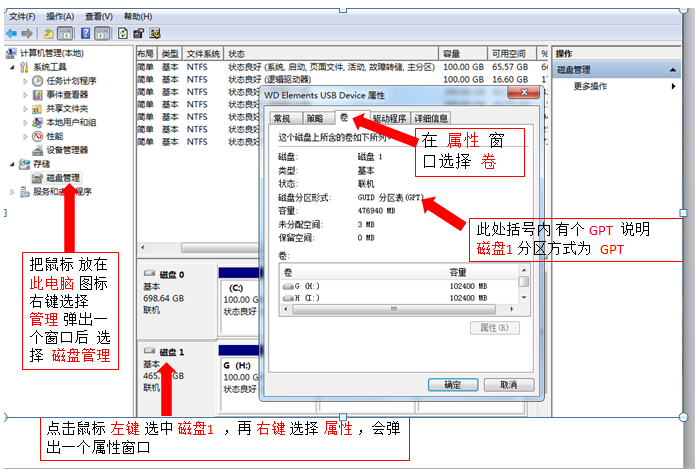 文件(F) 操作(A) 查看(V) 帮助(H)
计算机管理(本地)
系统工具
任务计划程序
事件查看器
共享文件夹
本地用户和组
性能
设备管理器
存储
磁盘管理
服务和应用程序
布局 类型 文件系统 状态 容量 可用空间 %
简单 基本 NTFS 状态良好 (系统, 启动, 页面文件, 活动, 故障转储, 主分区) 100.00 GB 65.57 GB 6
简单 基本 NTFS 状态良好 (逻辑驱动器) 100.00 GB 16.60 GB 1
简单 基本 NTFS 状态良好
简单 基本 NTFS 状态良好
简单 基本 NTFS 状态良好
简单 基本 NTFS 状态良好
简单 基本 NTFS 状态良好
操作
磁盘管理
更多操作
WD Elements USB Device 属性
常规 策略 卷 驱动程序 详细信息
这个磁盘上所含的卷如下所列
磁盘: 磁盘 1
类型: 基本
状态: 联机
磁盘分区形式: GUID 分区表(GPT)
容量: 476940 MB
未分配空间: 3 MB
保留空间: 0 MB
卷:
卷 容量
G (H:) 102400 MB
H (I:) 102400 MB
属性(R)
确定 取消
在 属性 窗
口选择 卷
此处括号内 有个 GPT 说明
磁盘1 分区方式为 GPT
把鼠标 放在
此电脑 图标
右键选择
管理 弹出一
个窗口后 选
择 磁盘管理
磁盘 0
基本
698.64 GB
联机
(C:)
100.00 G
状态良好
磁盘 1
基本
465. GB
联机
G (H:)
100.00 G
状态良好
点击鼠标 左键 选中 磁盘1 ，再 右键 选择 属性 ，会弹
出一个属性窗口